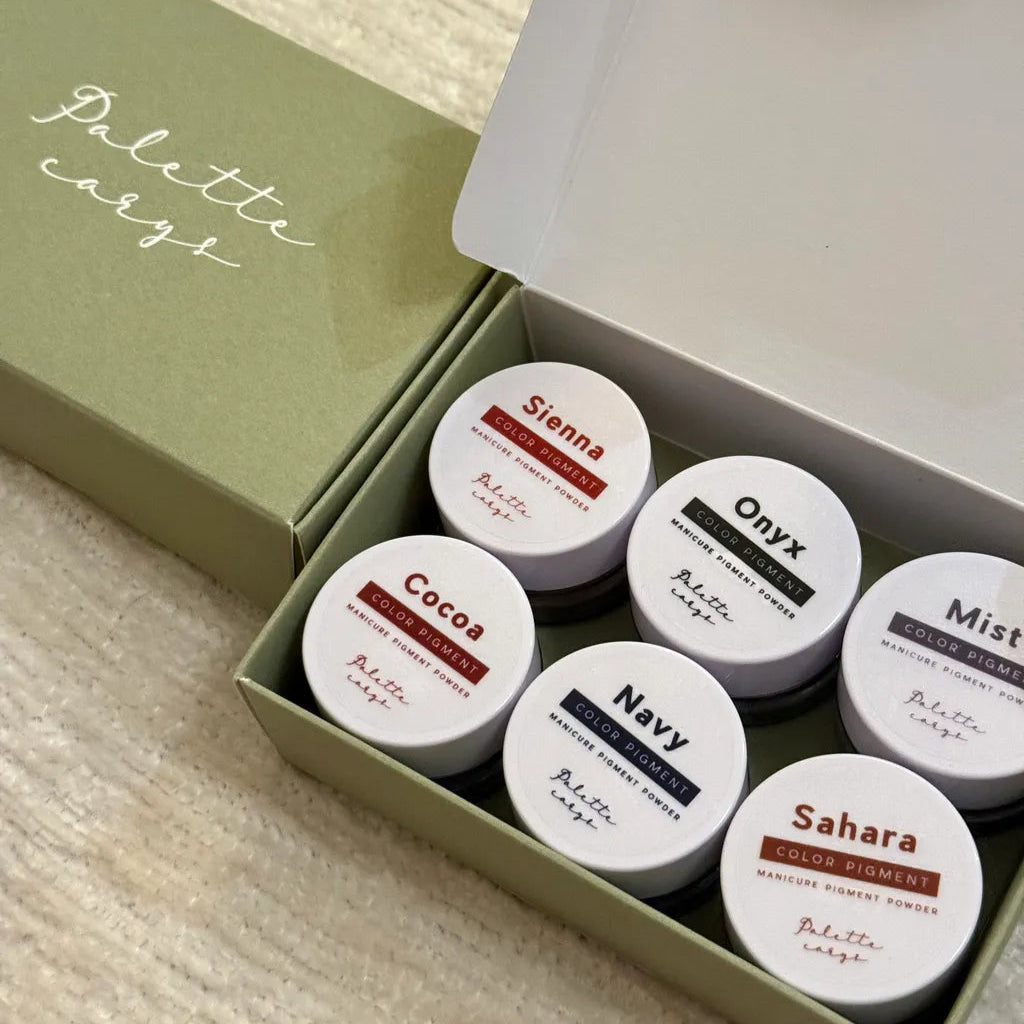 Palette
carys
Sienna
COLOR PIGMENT
MANICURE PIGMENT POWDER
Palette
carys
Onyx
COLOR PIGMENT
MANICURE PIGMENT POWDER
Palette
carys
Mist
COLOR PIGME
MANICURE PIGMENT POW
Palette
carys
Cocoa
COLOR PIGMENT
MANICURE PIGMENT POWDER
Palette
carys
Navy
COLOR PIGMENT
MANICURE PIGMENT POWDER
Palette
carys
Sahara
COLOR PIGMENT
MANICURE PIGMENT POWDER
Palette
carys